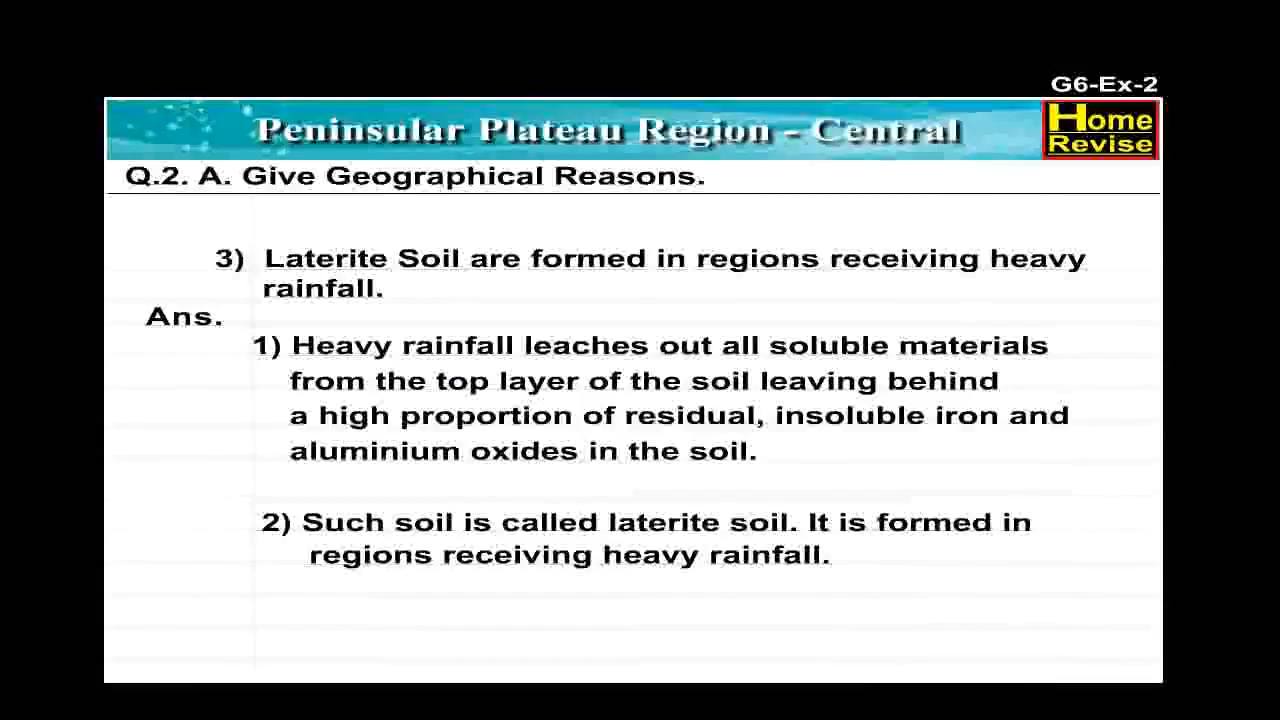 G6-Ex-2
Peninsular Plateau Region - Central
Home
Revise
Q.2. A. Give Geographical Reasons.
3) Laterite Soil are formed in regions receiving heavy
rainfall.
Ans.
1) Heavy rainfall leaches out all soluble materials
from the top layer of the soil leaving behind
a high proportion of residual, insoluble iron and
aluminium oxides in the soil.
2) Such soil is called laterite soil. It is formed in
regions receiving heavy rainfall.